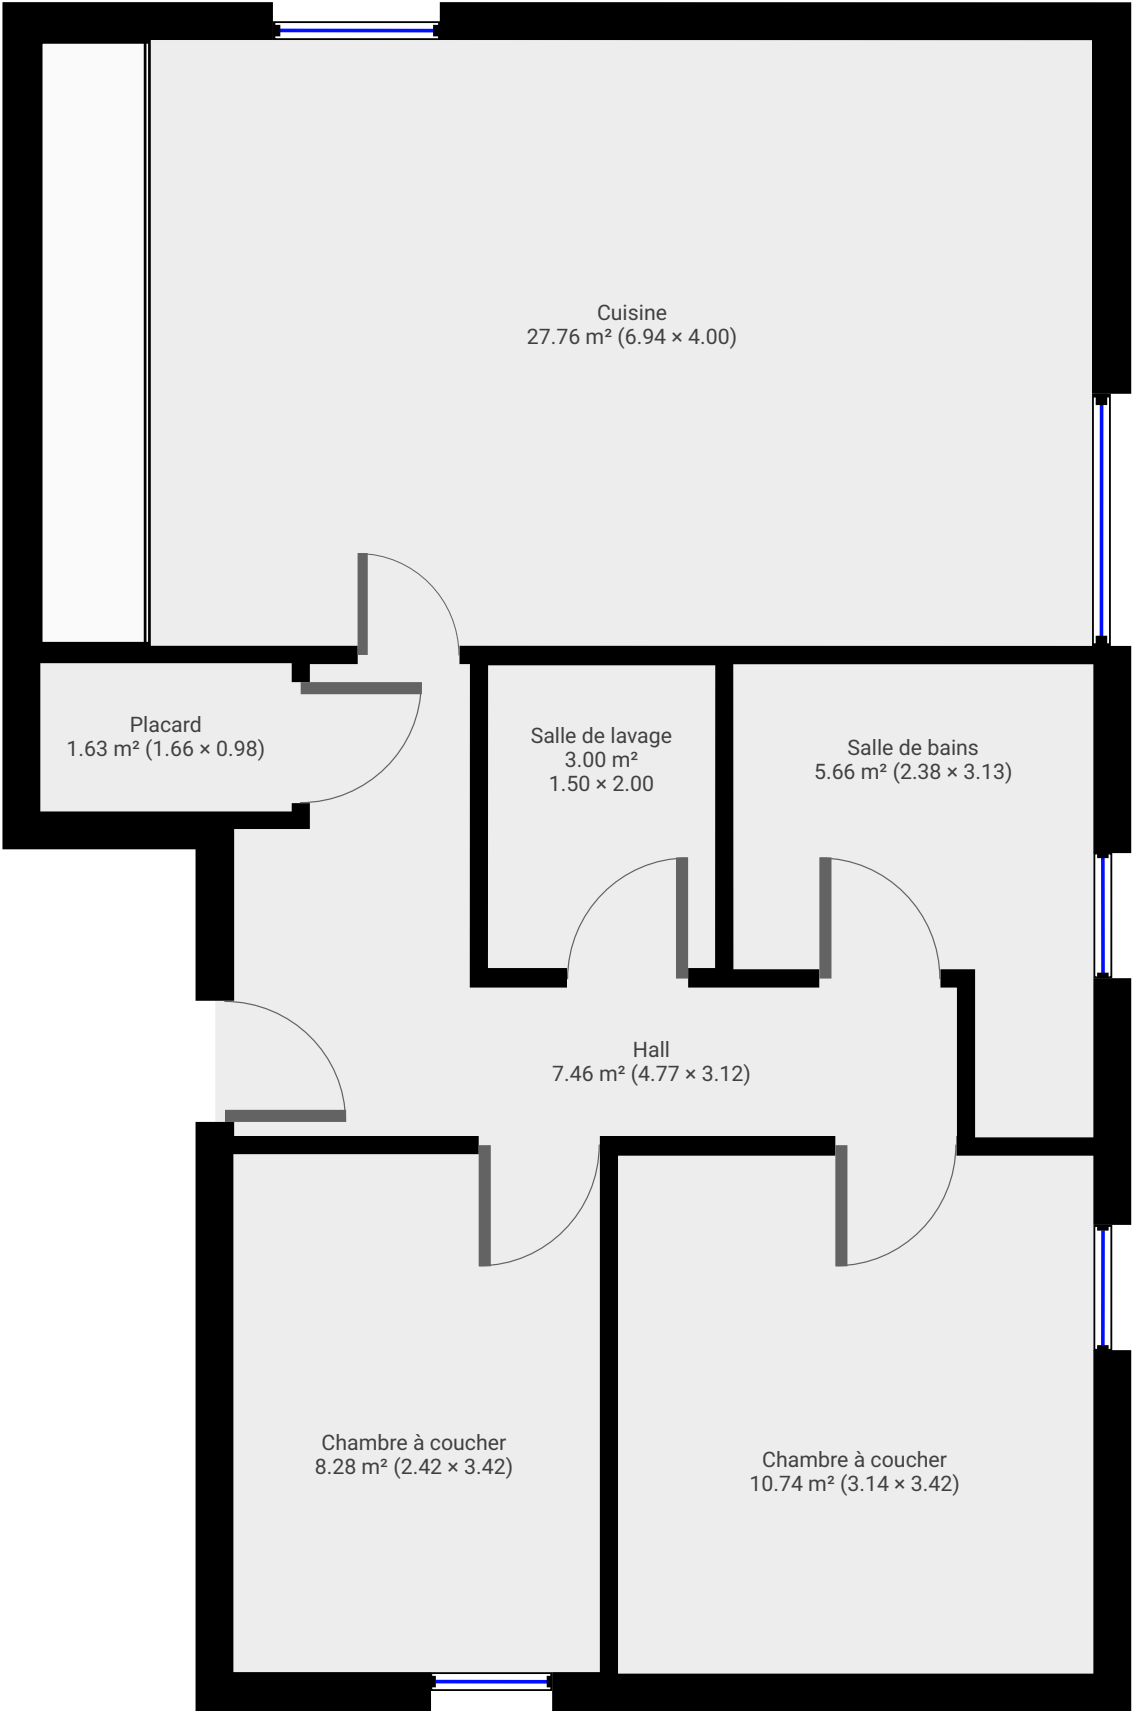 Cuisine
27.76 m² (6.94 × 4.00)
Placard
1.63 m² (1.66 × 0.98)
Salle de lavage
3.00 m²
1.50 × 2.00
Salle de bains
5.66 m² (2.38 × 3.13)
Hall
7.46 m² (4.77 × 3.12)
Chambre à coucher
8.28 m² (2.42 × 3.42)
Chambre à coucher
10.74 m² (3.14 × 3.42)